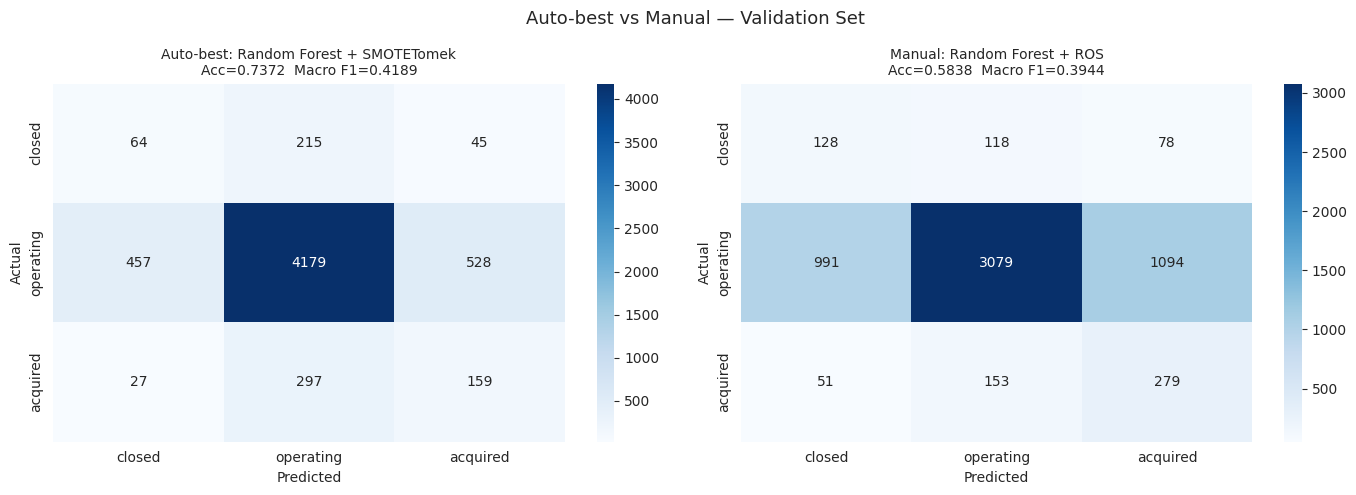 Auto-best vs Manual — Validation Set
Auto-best: Random Forest + SMOTETomek
Acc=0.7372 Macro F1=0.4189
closed
operating
acquired
Actual
64 215 45
457 4179 528
27 297 159
closed operating acquired
Predicted
4000
3500
3000
2500
2000
1500
1000
500
Manual: Random Forest + ROS
Acc=0.5838 Macro F1=0.3944
closed
operating
acquired
Actual
128 118 78
991 3079 1094
51 153 279
closed operating acquired
Predicted
3000
2500
2000
1500
1000
500